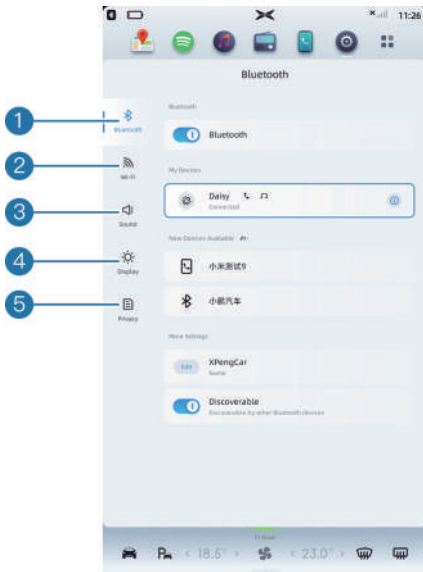 11:26
Bluetooth
1
Bluetooth
Bluetooth
Bluetooth
2
Wi-Fi
My Devices
Daisy
Connected
3
Sound
New Devices Available
4
Display
小米测试9
小鹏汽车
5
Privacy
More Settings
Edit
XPengCar
Name
Discoverable
Discoverable by other Bluetooth devices
P
< 18.5° >
< 23.0° >